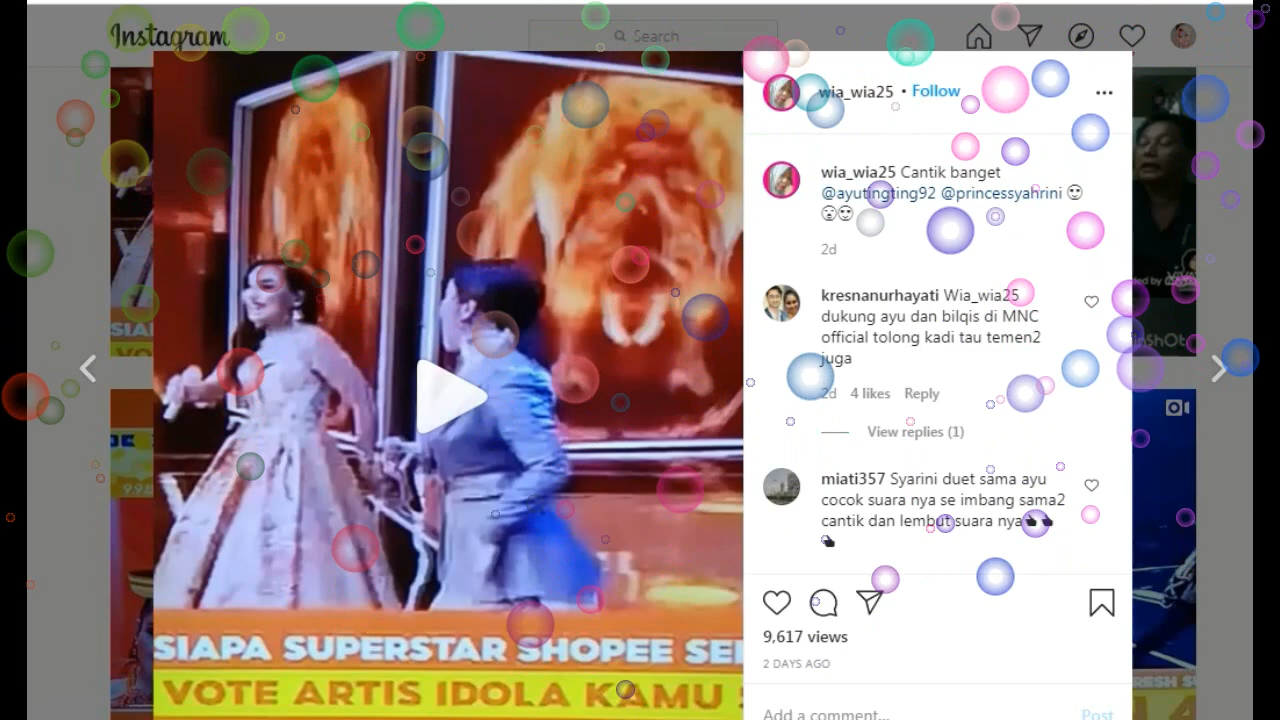 Instagram
Search
wia_wia25 • Follow
wia_wia25 Cantik banget
@ayutingting92 @princessyahrini
2d
kresnanurhayati Wia_wia25
dukung ayu dan bilqis di MNC
official tolong kadi tau temen2
juga
2d 4 likes Reply
View replies (1)
miati357 Syarini duet sama ayu
cocok suara nya se imbang sama2
cantik dan lembut suara nya
9,617 views
2 DAYS AGO
Add a comment...
Post
SIAPA SUPERSTAR SHOPEE SE
VOTE ARTIS IDOLA KAMU